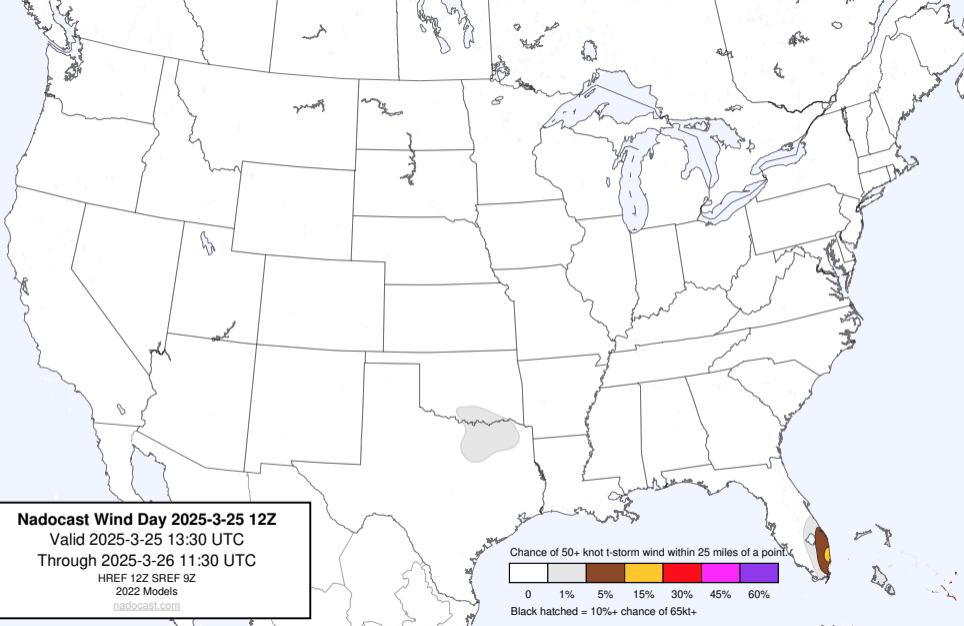 Nadocast Wind Day 2025-3-25 12Z
Valid 2025-3-25 13:30 UTC
Through 2025-3-26 11:30 UTC
HREF 12Z SREF 9Z
2022 Models
nadocast.com
Chance of 50+ knot t-storm wind within 25 miles of a point.
0 1% 5% 15% 30% 45% 60%
Black hatched = 10%+ chance of 65kt+